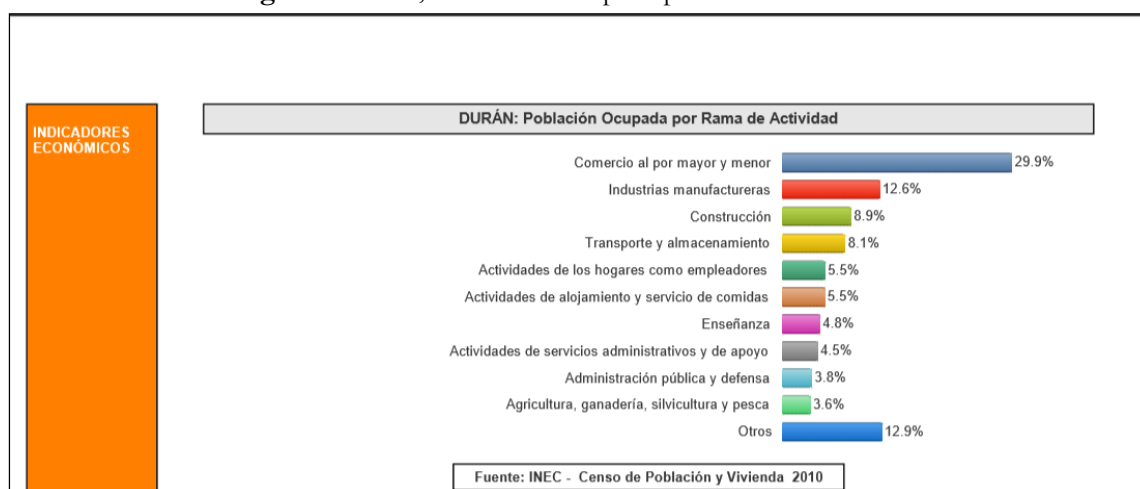 INDICADORES
ECONÓMICOS
DURÁN: Población Ocupada por Rama de Actividad
Comercio al por mayor y menor 29.9%
Industrias manufactureras 12.6%
Construcción 8.9%
Transporte y almacenamiento 8.1%
Actividades de los hogares como empleadores 5.5%
Actividades de alojamiento y servicio de comidas 5.5%
Enseñanza 4.8%
Actividades de servicios administrativos y de apoyo 4.5%
Administración pública y defensa 3.8%
Agricultura, ganadería, silvicultura y pesca 3.6%
Otros 12.9%
Fuente: INEC - Censo de Población y Vivienda 2010